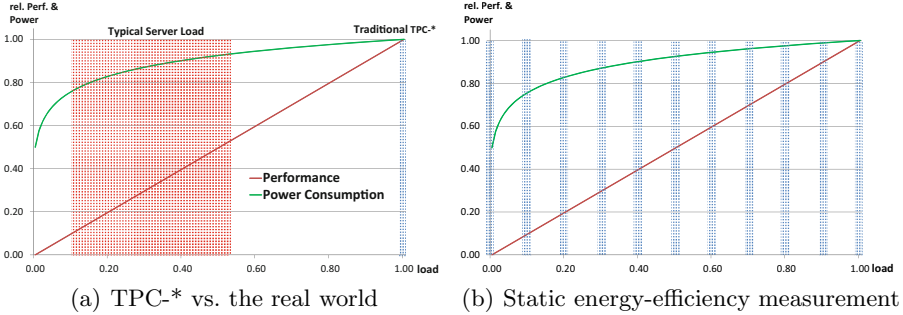 rel. Perf. &
Power
Typical Server Load
Traditional TPC-*
1.00
0.80
0.60
0.40
0.20
0.00
Performance
Power Consumption
0.00 0.20 0.40 0.60 0.80 1.00 load
(a) TPC-* vs. the real world
rel. Perf. &
Power
1.00
0.80
0.60
0.40
0.20
0.00
0.00 0.20 0.40 0.60 0.80 1.00 load
(b) Static energy-efficiency measurement